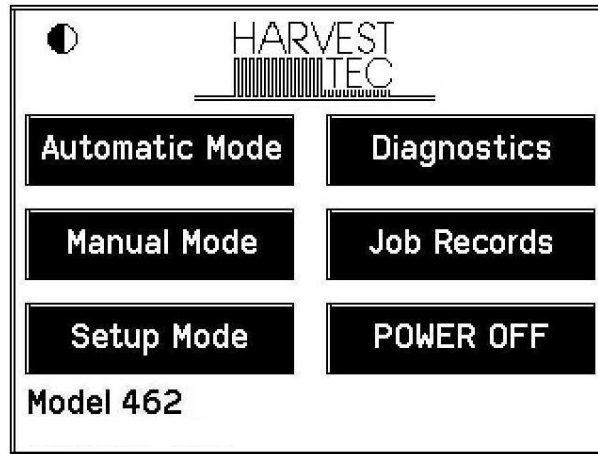 HARVEST
TEC
Automatic Mode
Diagnostics
Manual Mode
Job Records
Setup Mode
POWER OFF
Model 462